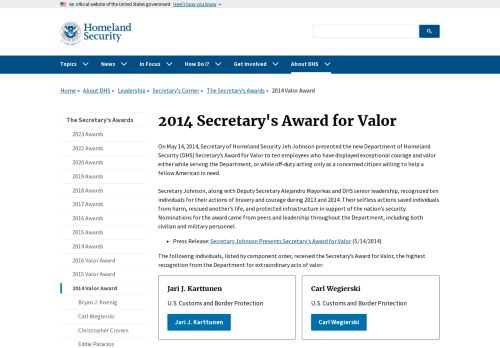 An official website of the United States government Here's how you know
Homeland
Security
Topics News In Focus How Do I? Get Involved About DHS
Home » About DHS » Leadership » Secretary's Corner » The Secretary's Awards » 2014 Valor Award
The Secretary's Awards
2023 Awards
2022 Awards
2020 Awards
2019 Awards
2018 Awards
2017 Awards
2016 Awards
2015 Awards
2014 Awards
2016 Valor Award
2015 Valor Award
2014 Valor Award
Bryan J. Koenig
Carl Wegierski
Christopher Cronen
Eddie Palacios
2014 Secretary's Award for Valor
On May 14, 2014, Secretary of Homeland Security Jeh Johnson presented the new Department of Homeland
Security (DHS) Secretary's Award for Valor to ten employees who have displayed exceptional courage and valor
either while serving the Department, or while off-duty acting only as a concerned citizen willing to help a
fellow American in need.
Secretary Johnson, along with Deputy Secretary Alejandro Mayorkas and DHS senior leadership, recognized ten
individuals for their actions of bravery and courage during 2013 and 2014. Their selfless actions saved individuals
from harm, rescued another's life, and protected infrastructure in support of the nation's security.
Nominations for the award came from peers and leadership throughout the Department, including both
civilian and military personnel.
• Press Release: Secretary Johnson Presents Secretary's Award for Valor (5/14/2014)
The following individuals, listed by component order, received the Secretary's Award for Valor, the highest
recognition from the Department for extraordinary acts of valor:
Jari J. Karttunen
U.S. Customs and Border Protection
Jari J. Karttunen
Carl Wegierski
U.S. Customs and Border Protection
Carl Wegierski